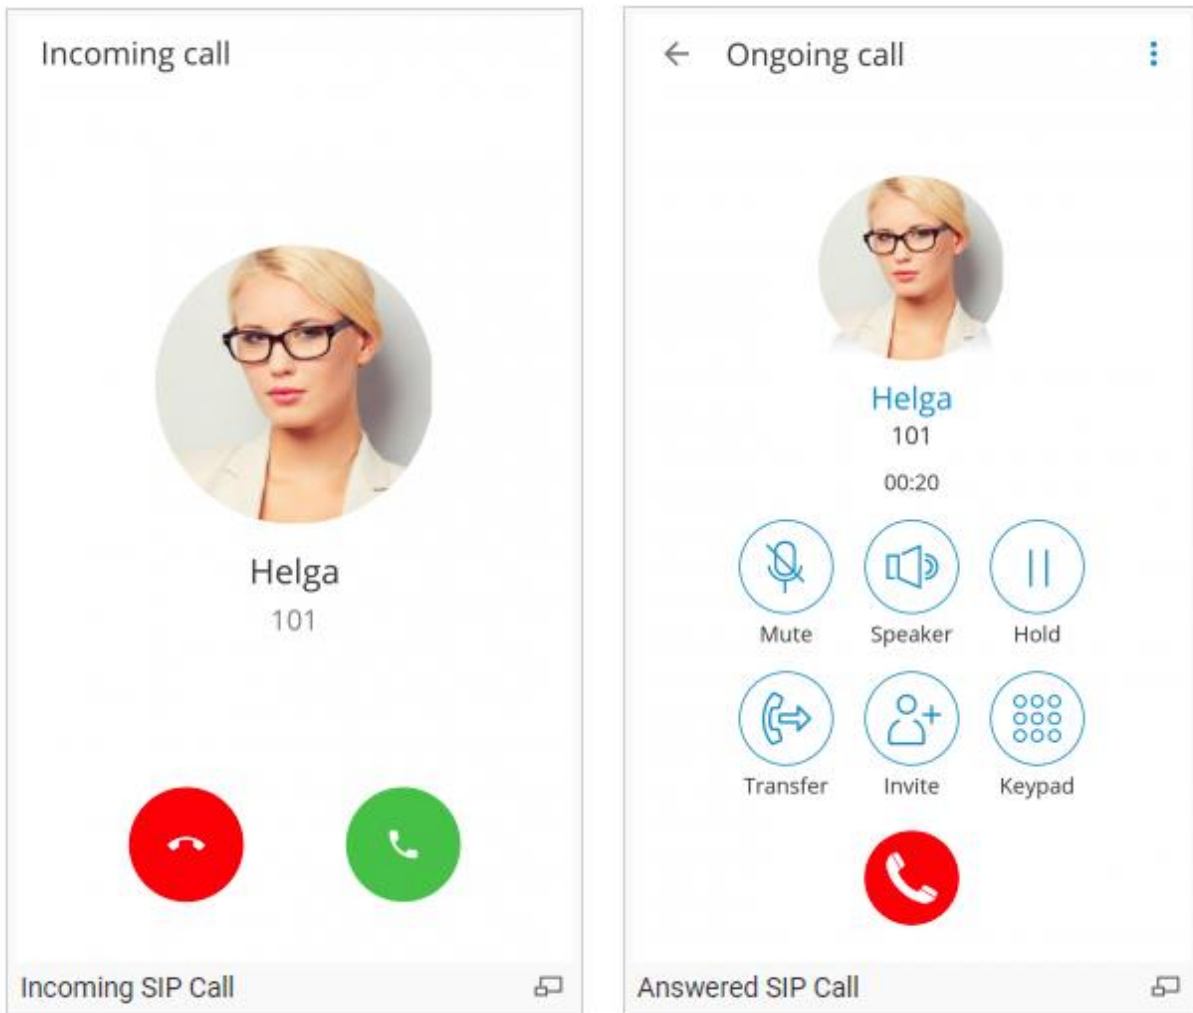 Incoming call
Helga
101
Incoming SIP Call
Ongoing call
Helga
101
00:20
Mute Speaker Hold
Transfer Invite Keypad
Answered SIP Call